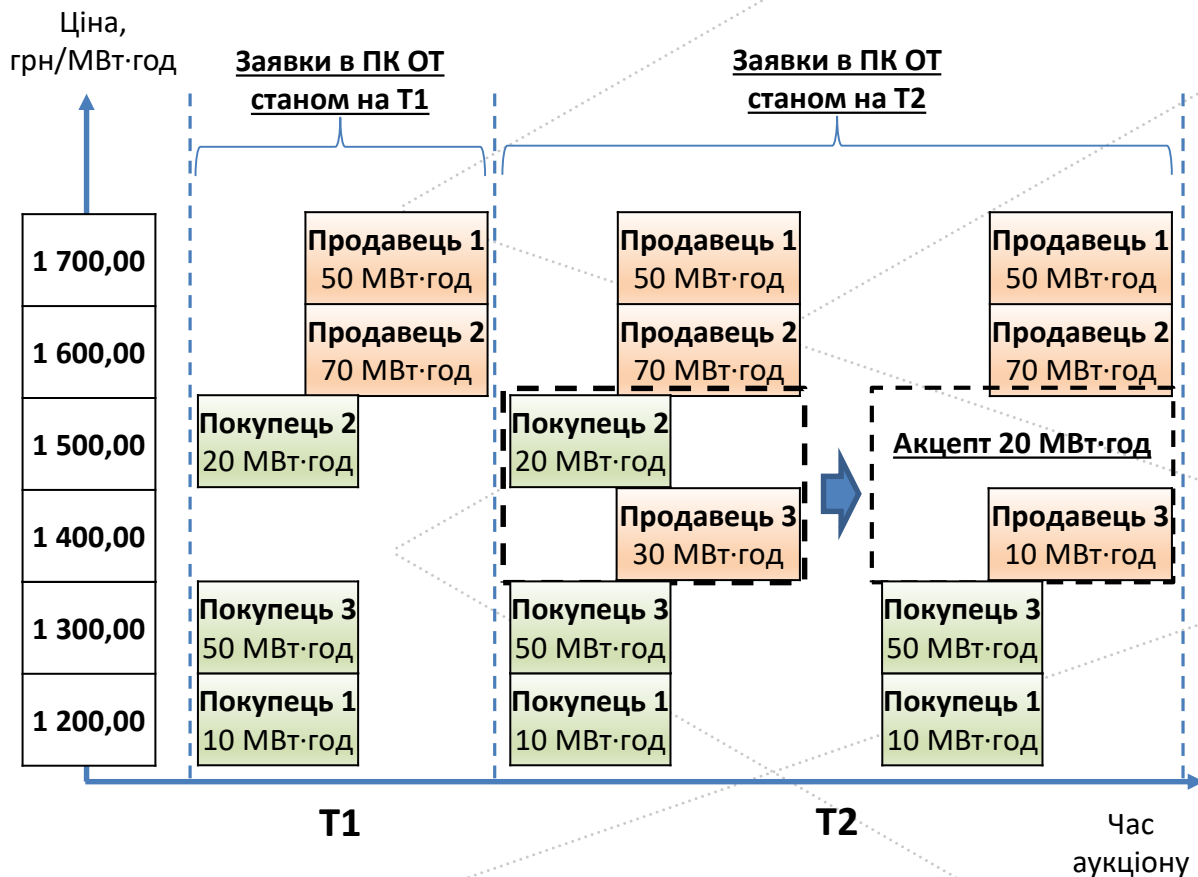 Ціна,
грн/МВт·год
Заявки в ПК ОТ
станом на Т1
Заявки в ПК ОТ
станом на Т2
1 700,00
1 600,00
1 500,00
1 400,00
1 300,00
1 200,00
Продавець 1
50 МВт·год
Продавець 2
70 МВт·год
Покупець 2
20 МВт·год
Покупець 3
50 МВт·год
Покупець 1
10 МВт·год
Продавець 1
50 МВт·год
Продавець 2
70 МВт·год
Покупець 2
20 МВт·год
Продавець 3
30 МВт·год
Покупець 3
50 МВт·год
Покупець 1
10 МВт·год
Продавець 1
50 МВт·год
Продавець 2
70 МВт·год
Акцепт 20 МВт·год
Продавець 3
10 МВт·год
Покупець 3
50 МВт·год
Покупець 1
10 МВт·год
Т1
Т2
Час
аукціону